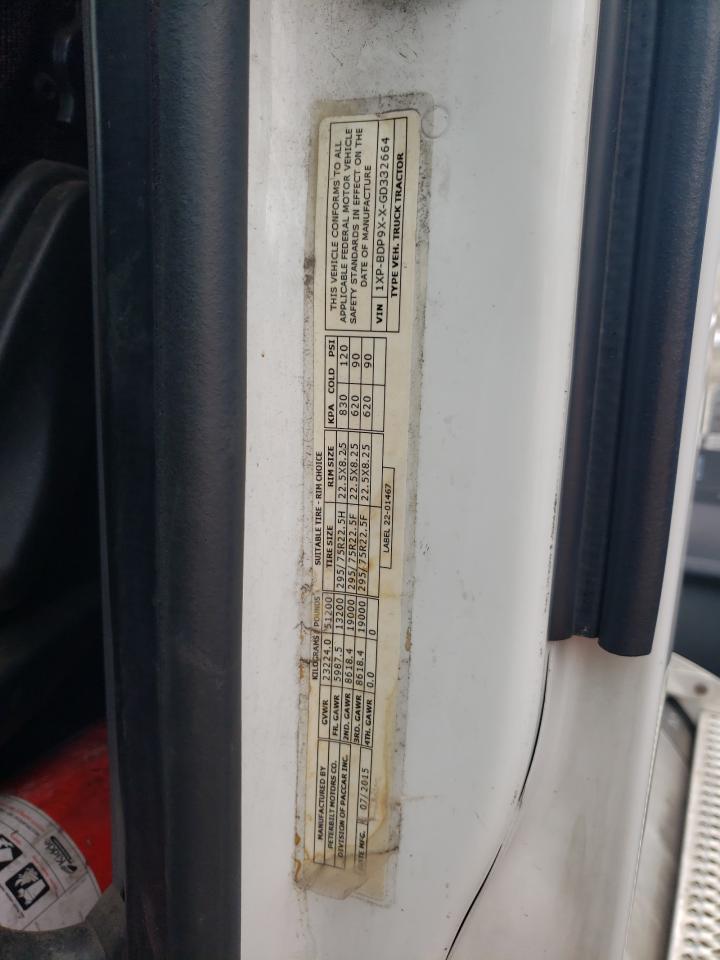 MANUFACTURED BY
PETERBILT MOTORS CO.
DIVISION OF PACCAR INC.
DATE MFG. 07/2015
KILOGRAMS POUNDS
GVWR 23224.0 51200
FR. GAWR 5987.5 13200
2ND. GAWR 8618.4 19000
3RD. GAWR 8618.4 19000
4TH. GAWR 0.0 0
SUITABLE TIRE - RIM CHOICE
TIRE SIZE RIM SIZE KPA COLD PSI
295/75R22.5H 22.5X8.25 830 120
295/75R22.5F 22.5X8.25 620 90
295/75R22.5F 22.5X8.25 620 90
LABEL 22-01467
THIS VEHICLE CONFORMS TO ALL
APPLICABLE FEDERAL MOTOR VEHICLE
SAFETY STANDARDS IN EFFECT ON THE
DATE OF MANUFACTURE
VIN 1XP-BDP9X-X-GD332664
TYPE VEH. TRUCK TRACTOR
Kidde